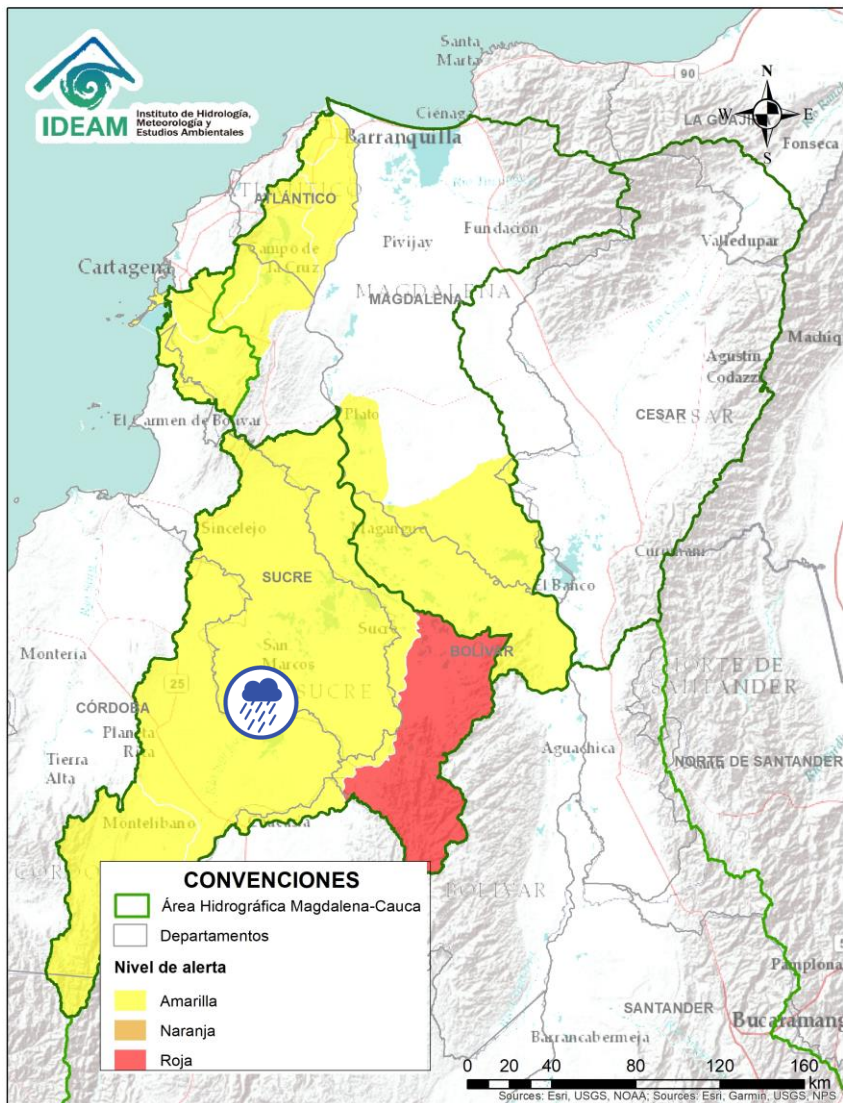 Santa
Marta
90
N
W
E
S
IDEAM
Instituto de Hidrología,
Meteorología y
Estudios Ambientales
Ciénaga
LA GUAJIRA
Barranquilla
Fonseca
ATLÁNTICO
Pivijay
Fundación
Valledupar
Campo de
la Cruz
Cartagena
MAGDALENA
MAGDALENA
Agustín
Codazzi
Machiq
El Carmen de Bolívar
Plato
CESAR
CESAR
Sincelejo
Magangue
Curumaní
SUCRE
El Banco
Sucre
Montería
San
Marcos
BOLÍVAR
NORTE DE
SANTANDER
25
SUCRE
CÓRDOBA
Planeta
Rica
Tierra
Alta
Aguachica
NORTE DE SANTANDER
Montelíbano
BOLÍVAR
CONVENCIONES
Área Hidrográfica Magdalena-Cauca
Departamentos
Nivel de alerta
Amarilla
Naranja
Roja
Pamplona
SANTANDER
Bucaramang
Barrancabermeja
0 20 40 80 120 160
km
Sources: Esri, USGS, NOAA; Sources: Esri, Garmin, USGS, NPS